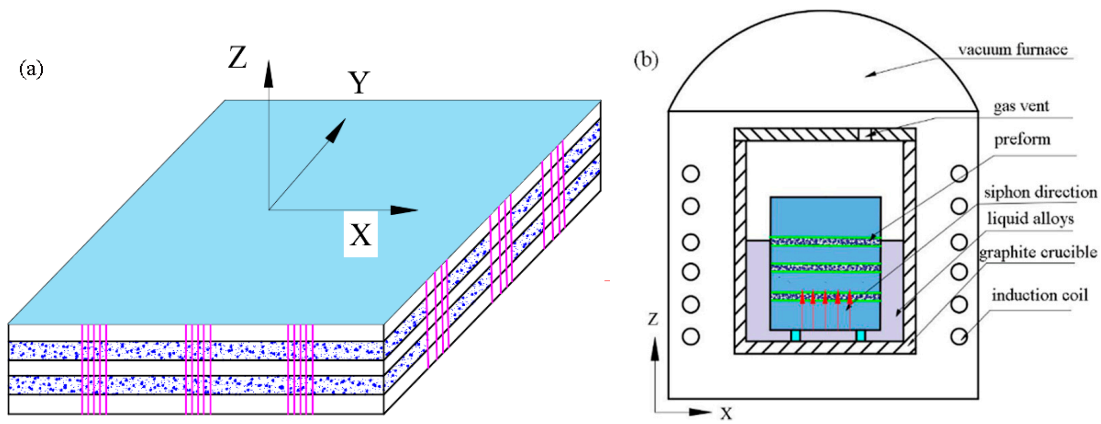 (a)
Z
Y
X
(b)
vacuum furnace
gas vent
preform
siphon direction
liquid alloys
graphite crucible
induction coil
Z
X